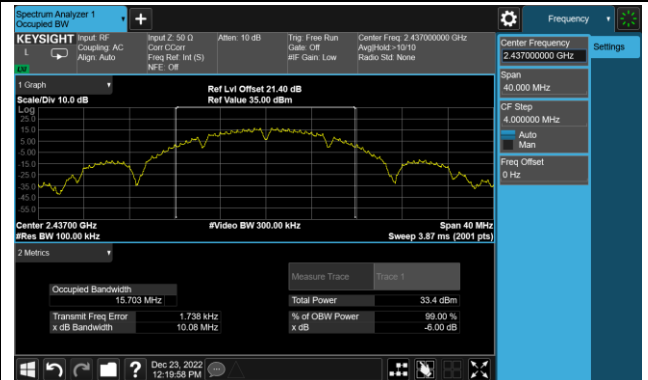 Spectrum Analyzer 1
Occupied BW
Frequency
KEYSIGHT
Input: RF
Coupling: AC
Align: Auto
Input Z: 50 Ω
Corr CCorr
Freq Ref: Int (S)
NFE: Off
Atten: 10 dB
Trig: Free Run
Gate: Off
#IF Gain: Low
Center Freq: 2.437000000 GHz
Avg|Hold:>10/10
Radio Std: None
L
LXI
Center Frequency
2.437000000 GHz
Settings
Span
40.000 MHz
CF Step
4.000000 MHz
Auto
Man
Freq Offset
0 Hz
1 Graph
Scale/Div 10.0 dB
Ref Lvl Offset 21.40 dB
Ref Value 35.00 dBm
Log
25.0
15.0
5.00
-5.00
-15.0
-25.0
-35.0
-45.0
-55.0
Center 2.43700 GHz
#Res BW 100.00 kHz
#Video BW 300.00 kHz
Span 40 MHz
Sweep 3.87 ms (2001 pts)
2 Metrics
Measure Trace
Trace 1
Occupied Bandwidth
15.703 MHz
Total Power
33.4 dBm
Transmit Freq Error
1.738 kHz
% of OBW Power
99.00 %
x dB Bandwidth
10.08 MHz
x dB
-6.00 dB
?
Dec 23, 2022
12:19:58 PM